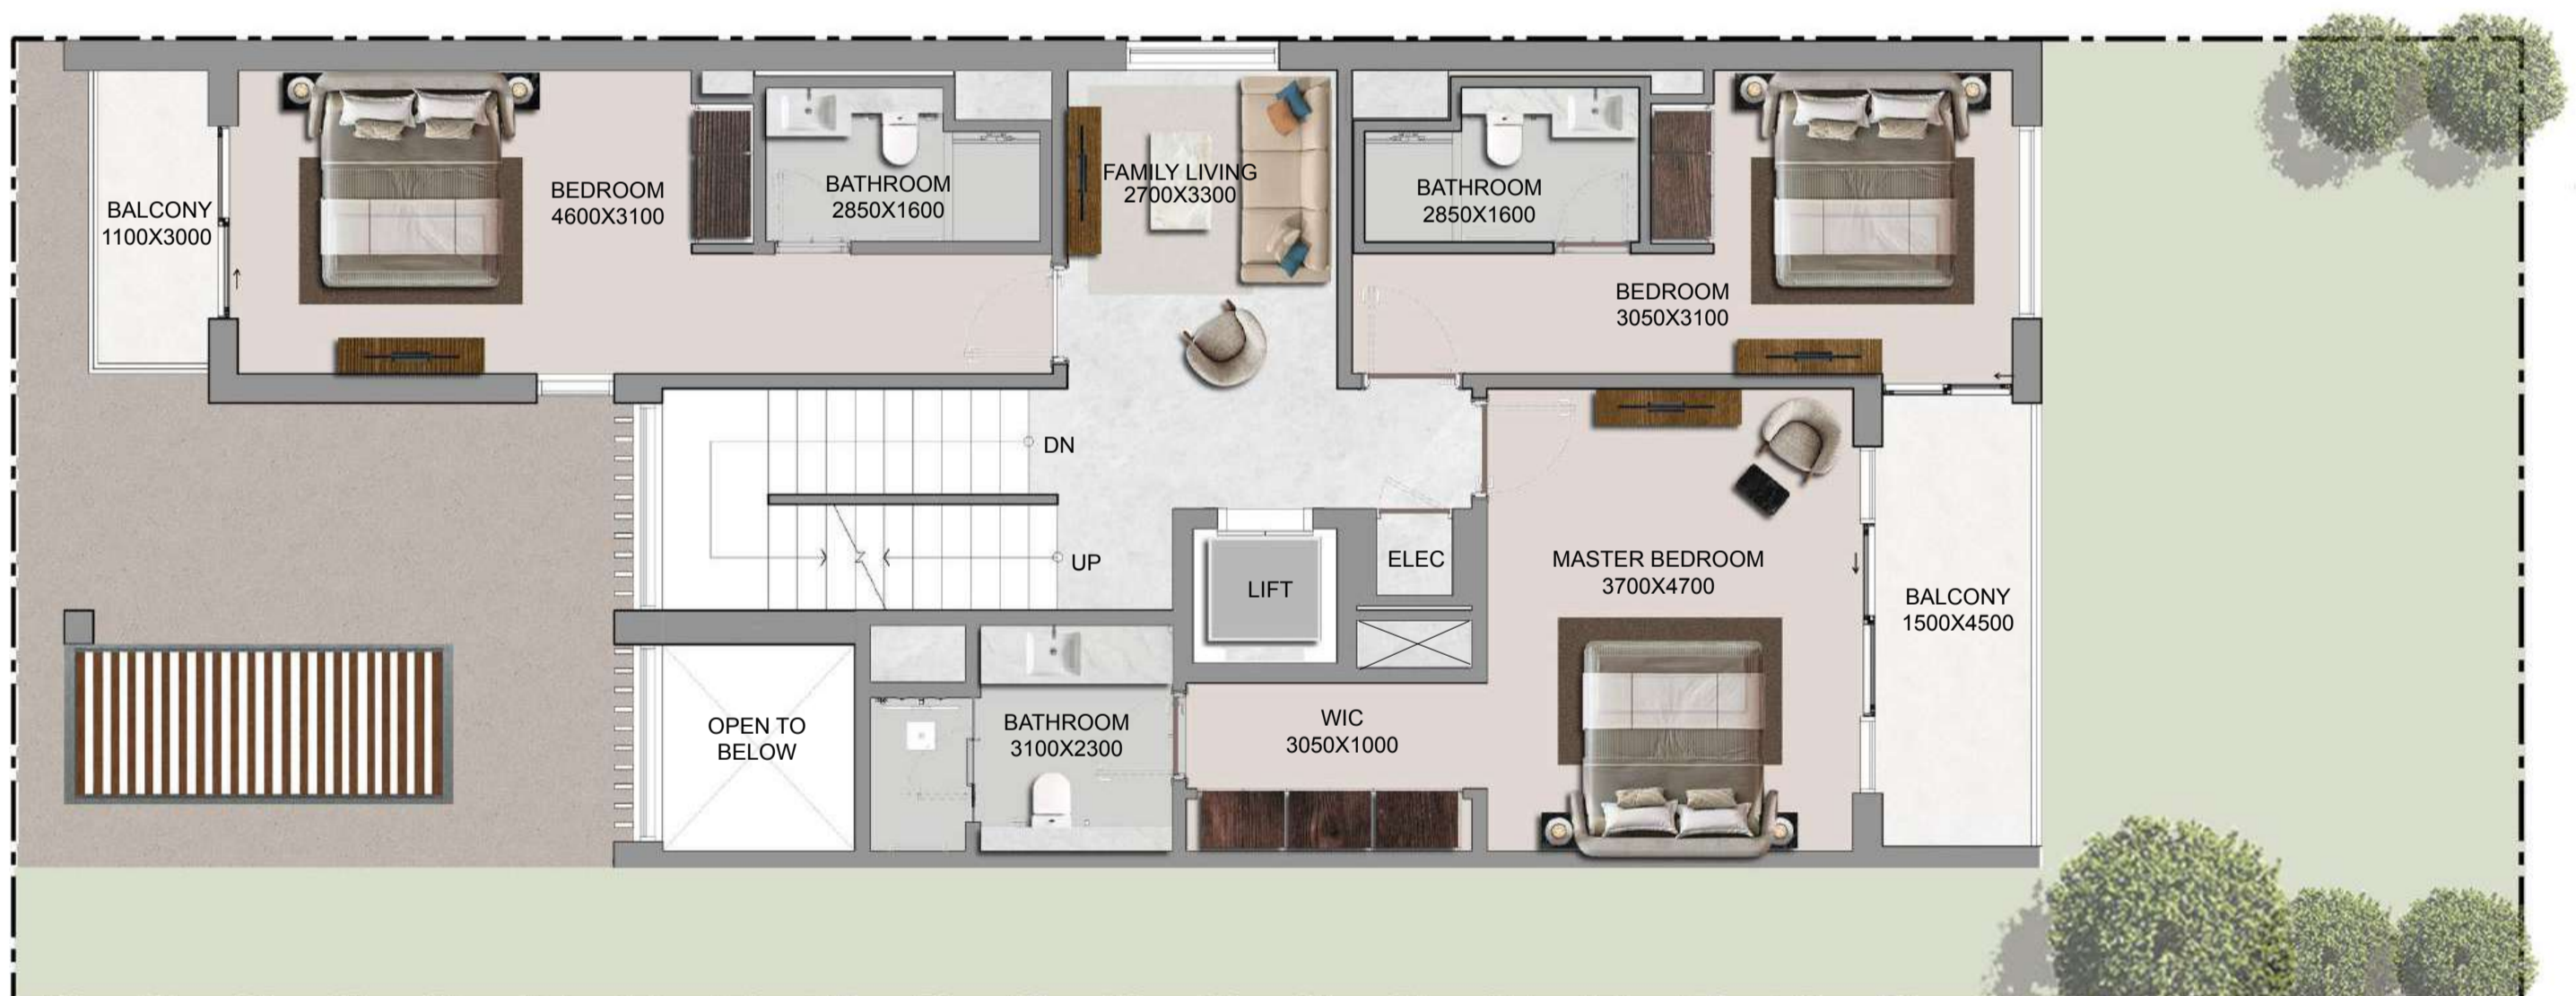 BALCONY
1100X3000
BEDROOM
4600X3100
BATHROOM
2850X1600
FAMILY LIVING
2700X3300
BATHROOM
2850X1600
BEDROOM
3050X3100
DN
UP
LIFT
ELEC
MASTER BEDROOM
3700X4700
BALCONY
1500X4500
OPEN TO
BELOW
BATHROOM
3100X2300
WIC
3050X1000